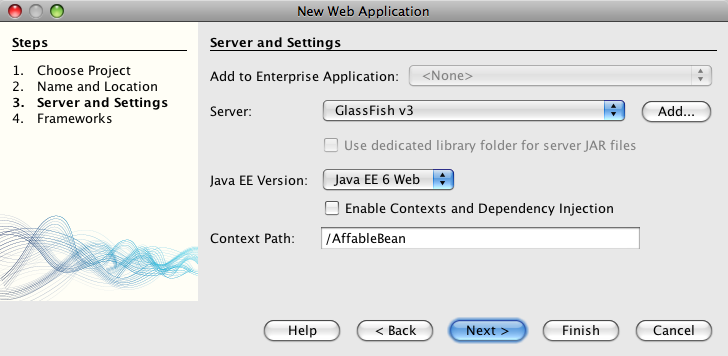 New Web Application
Steps
1. Choose Project
2. Name and Location
3. Server and Settings
4. Frameworks
Server and Settings
Add to Enterprise Application: <None>
Server: GlassFish v3 Add...
Use dedicated library folder for server JAR files
Java EE Version: Java EE 6 Web
Enable Contexts and Dependency Injection
Context Path: /AffableBean
Help < Back Next > Finish Cancel